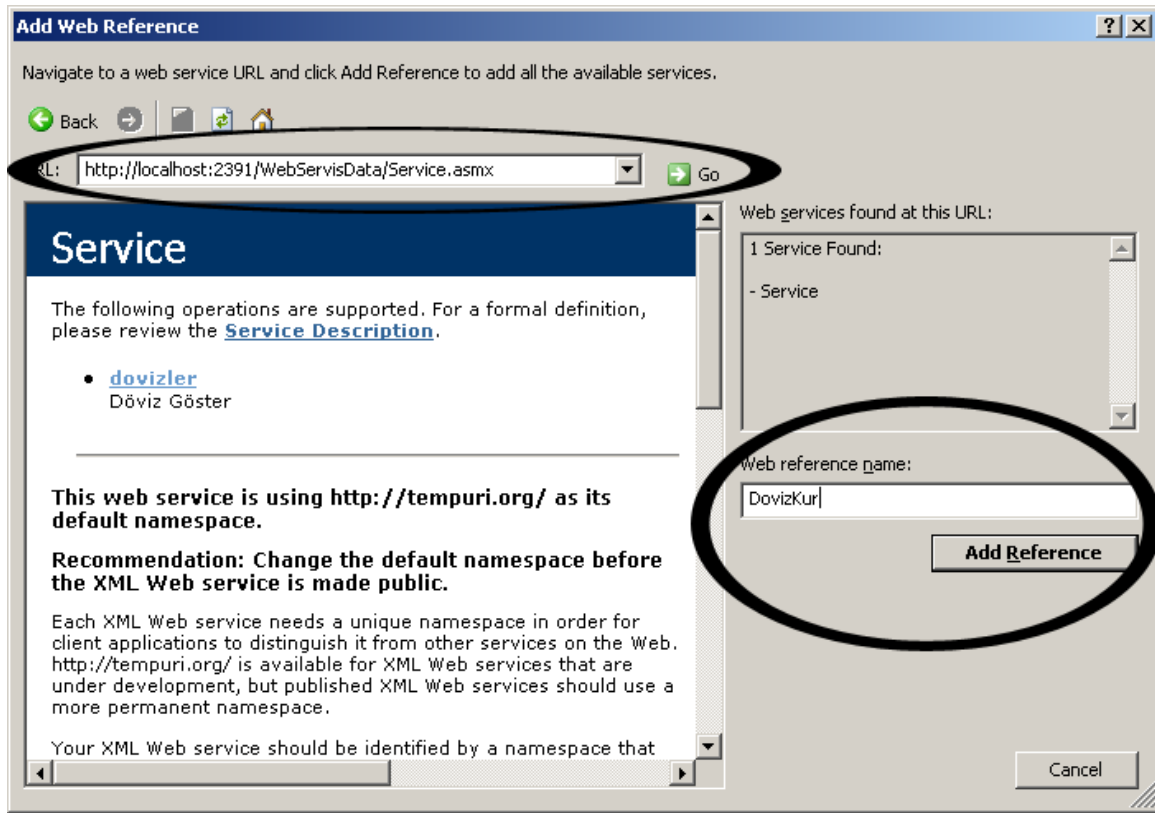 Add Web Reference
Navigate to a web service URL and click Add Reference to add all the available services.
Back
http://localhost:2391/WebServisData/Service.asmx
Go
Service
The following operations are supported. For a formal definition,
please review the Service Description.
dovizler
Döviz Göster
This web service is using http://tempuri.org/ as its
default namespace.
Recommendation: Change the default namespace before
the XML Web service is made public.
Each XML Web service needs a unique namespace in order for
client applications to distinguish it from other services on the Web.
http://tempuri.org/ is available for XML Web services that are
under development, but published XML Web services should use a
more permanent namespace.
Your XML Web service should be identified by a namespace that
Web services found at this URL:
1 Service Found:
- Service
Web reference name:
DovizKur
Add Reference
Cancel